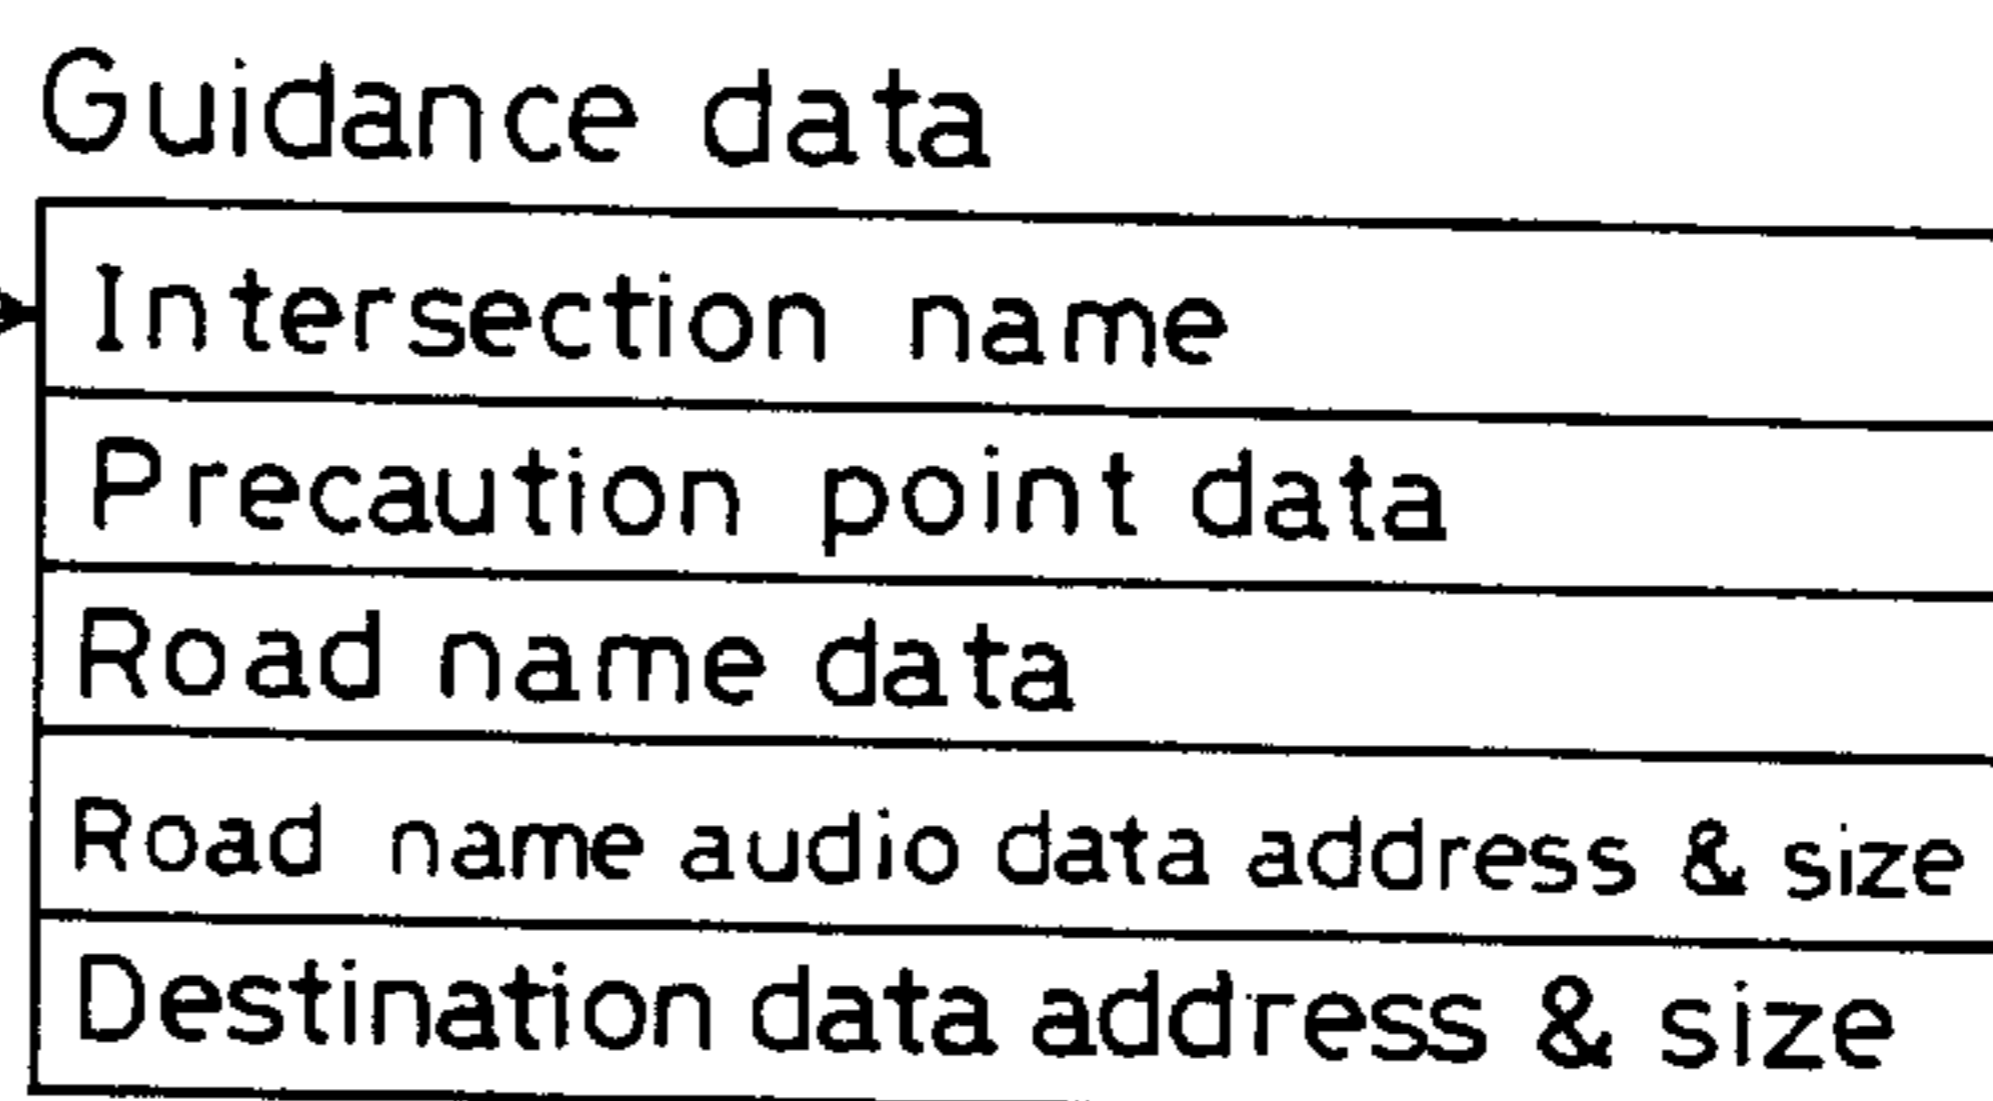 Guidance data
Intersection name
Precaution point data
Road name data
Road name audio data address & size
Destination data address & size